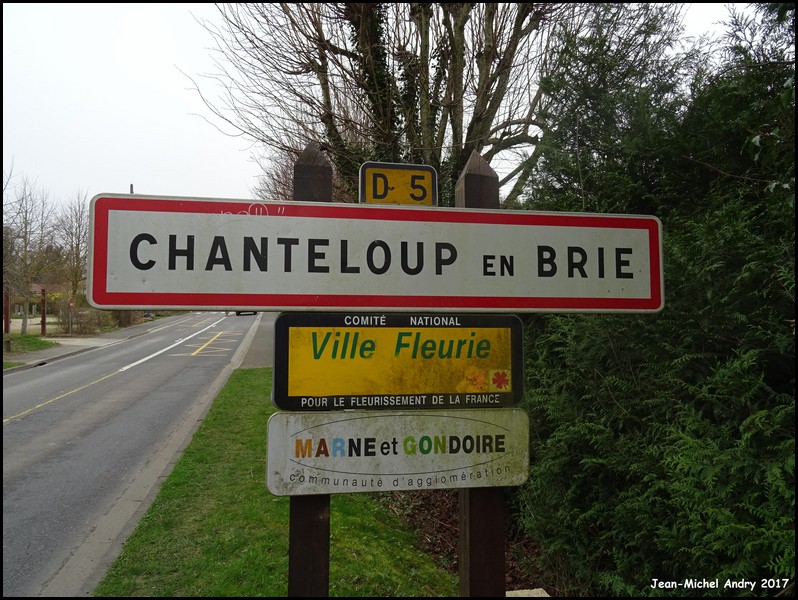 D 5
CHANTELOUP EN BRIE
COMITÉ NATIONAL
Ville Fleurie
POUR LE FLEURISSEMENT DE LA FRANCE
MARNE et GONDOIRE
communauté d'agglomération
Jean-Michel Andry 2017